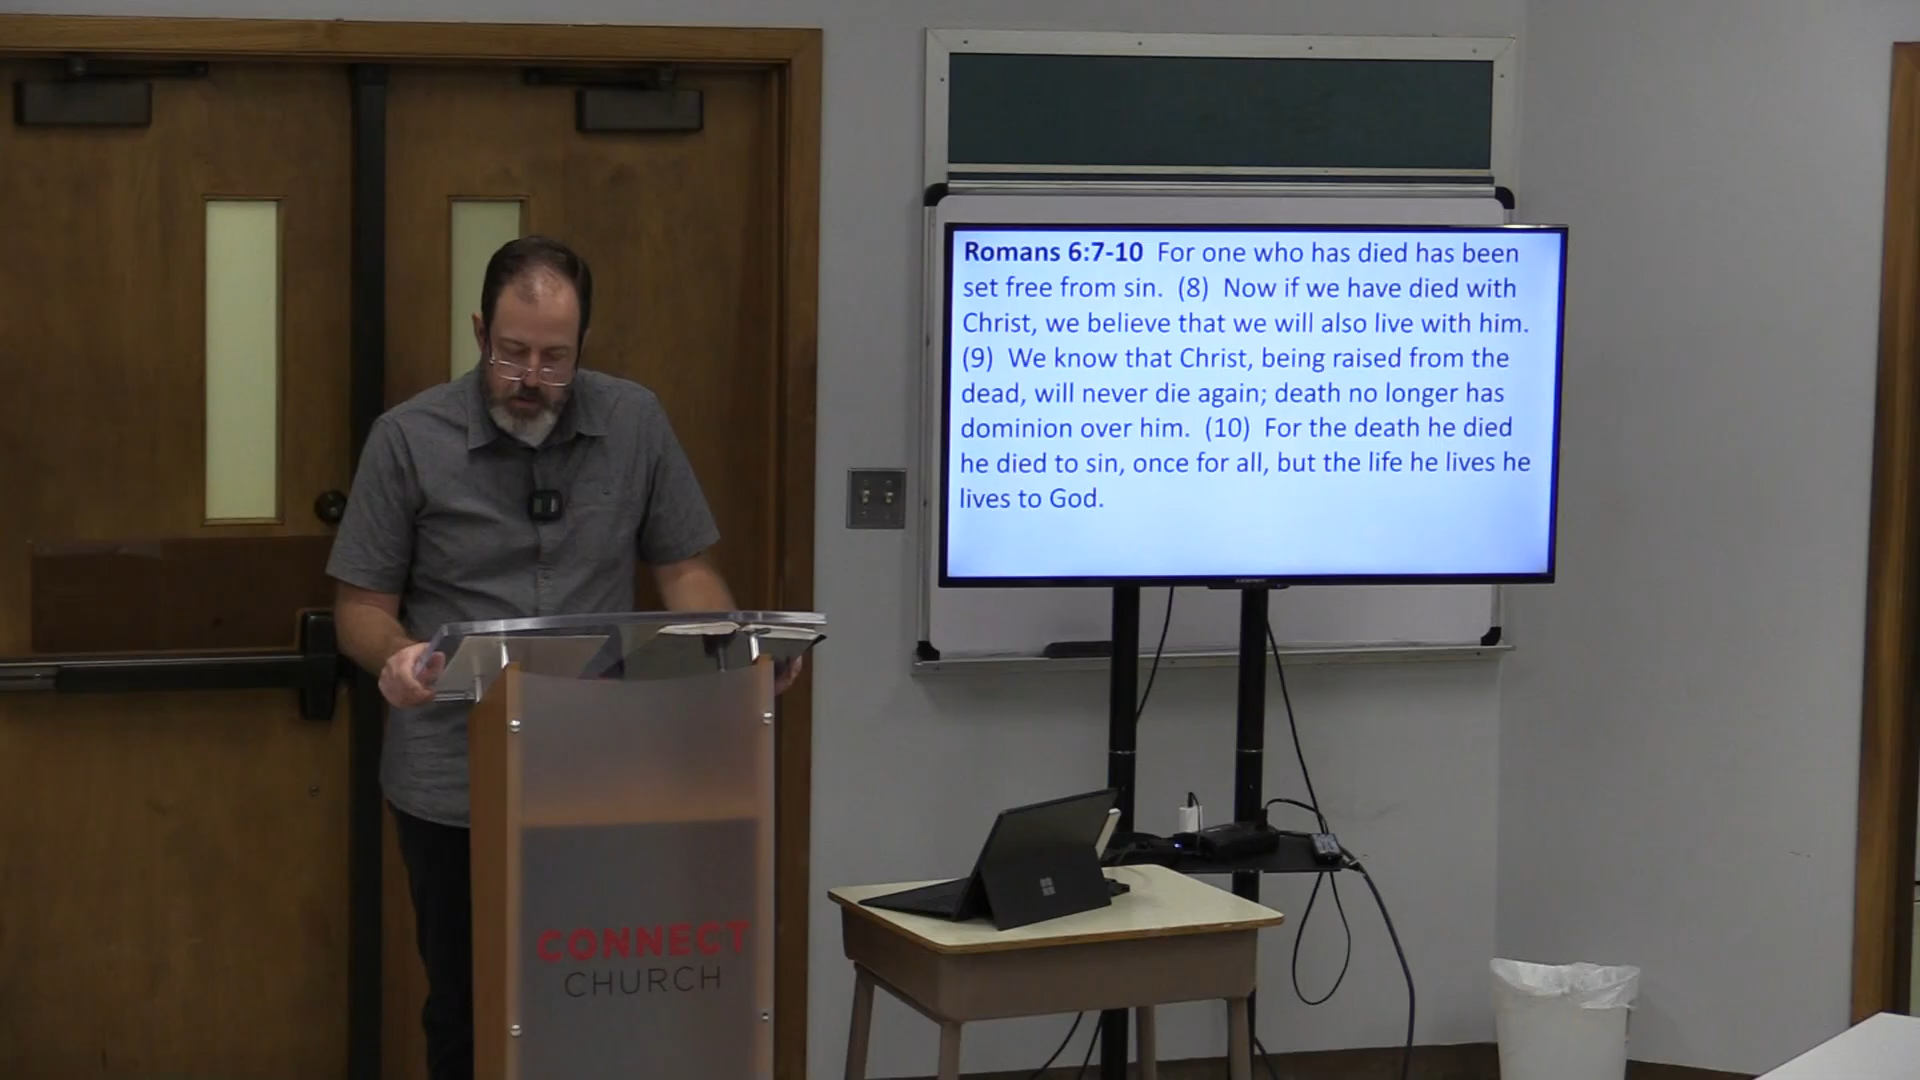 Romans 6:7-10 For one who has died has been
set free from sin. (8) Now if we have died with
Christ, we believe that we will also live with him.
(9) We know that Christ, being raised from the
dead, will never die again; death no longer has
dominion over him. (10) For the death he died
he died to sin, once for all, but the life he lives he
lives to God.
CONNECT
CHURCH